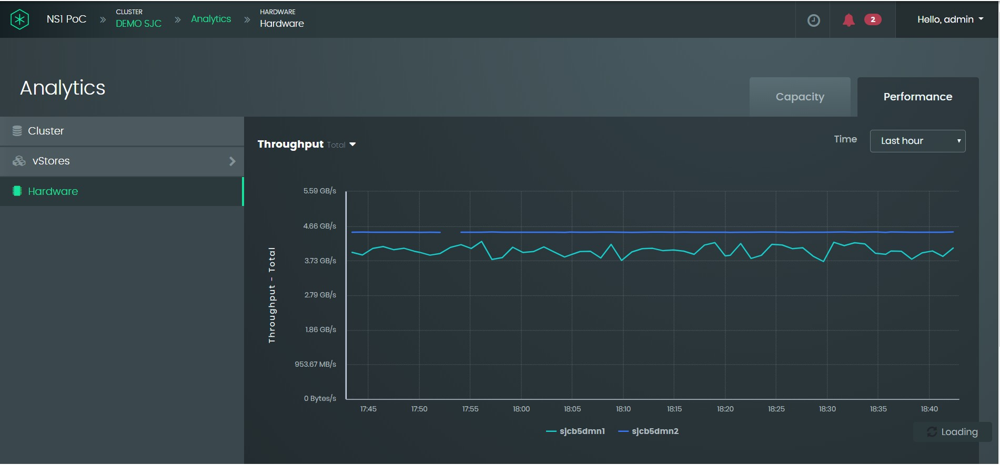 NS1 PoC
CLUSTER
DEMO SJC
Analytics
HARDWARE
Hardware
2
Hello, admin
Analytics
Capacity
Performance
Cluster
vStores
Hardware
Throughput Total
Time
Last hour
Throughput - Total
5.59 GB/s
4.66 GB/s
3.73 GB/s
2.79 GB/s
1.86 GB/s
953.67 MB/s
0 Bytes/s
17:45 17:50 17:55 18:00 18:05 18:10 18:15 18:20 18:25 18:30 18:35 18:40
sjcb5dmn1 sjcb5dmn2
Loading